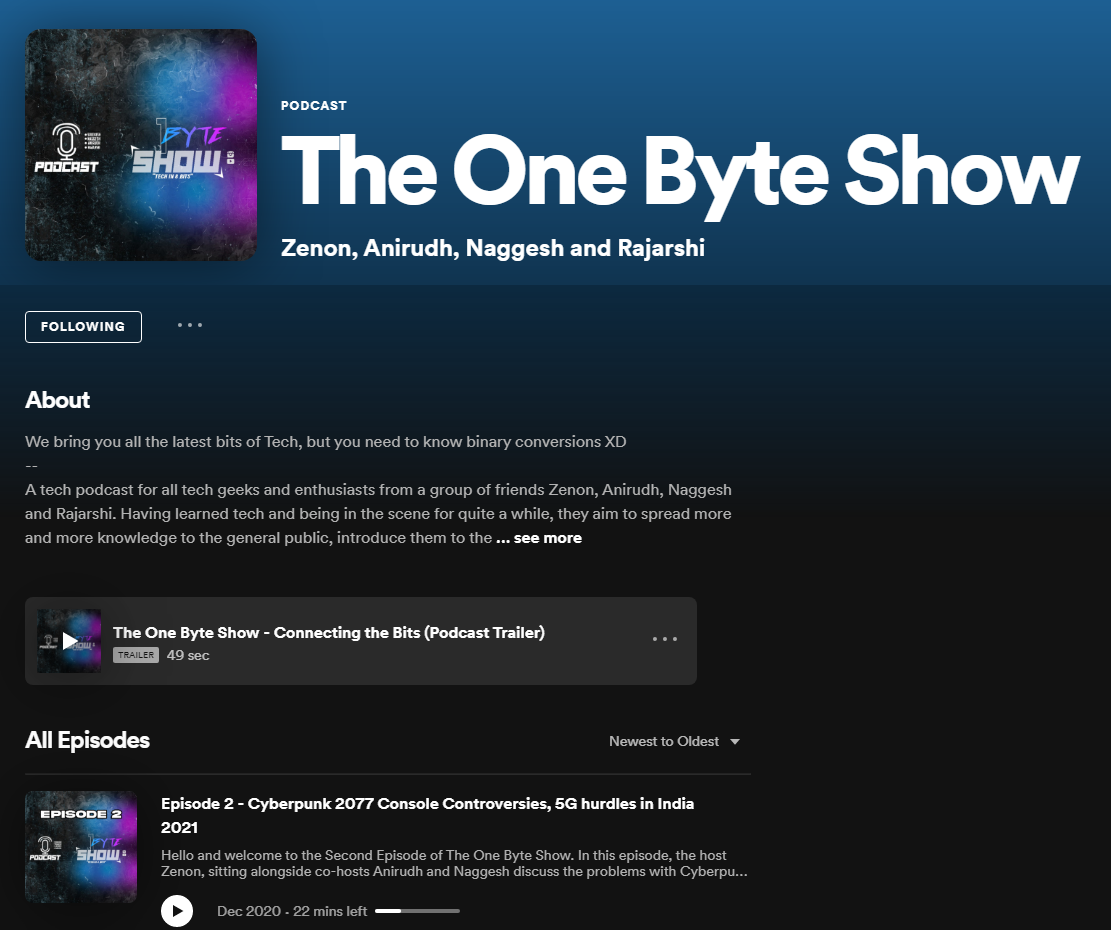 PODCAST
1 BYTE
SHOW
"TECH IN A BITS"
PODCAST
The One Byte Show
Zenon, Anirudh, Naggesh and Rajarshi
FOLLOWING
About
We bring you all the latest bits of Tech, but you need to know binary conversions XD
--
A tech podcast for all tech geeks and enthusiasts from a group of friends Zenon, Anirudh, Naggesh
and Rajarshi. Having learned tech and being in the scene for quite a while, they aim to spread more
and more knowledge to the general public, introduce them to the ... see more
The One Byte Show - Connecting the Bits (Podcast Trailer)
TRAILER 49 sec
All Episodes
Newest to Oldest
EPISODE 2
PODCAST
1 BYTE
SHOW
Episode 2 - Cyberpunk 2077 Console Controversies, 5G hurdles in India
2021
Hello and welcome to the Second Episode of The One Byte Show. In this episode, the host
Zenon, sitting alongside co-hosts Anirudh and Naggesh discuss the problems with Cyberpu...
Dec 2020 · 22 mins left